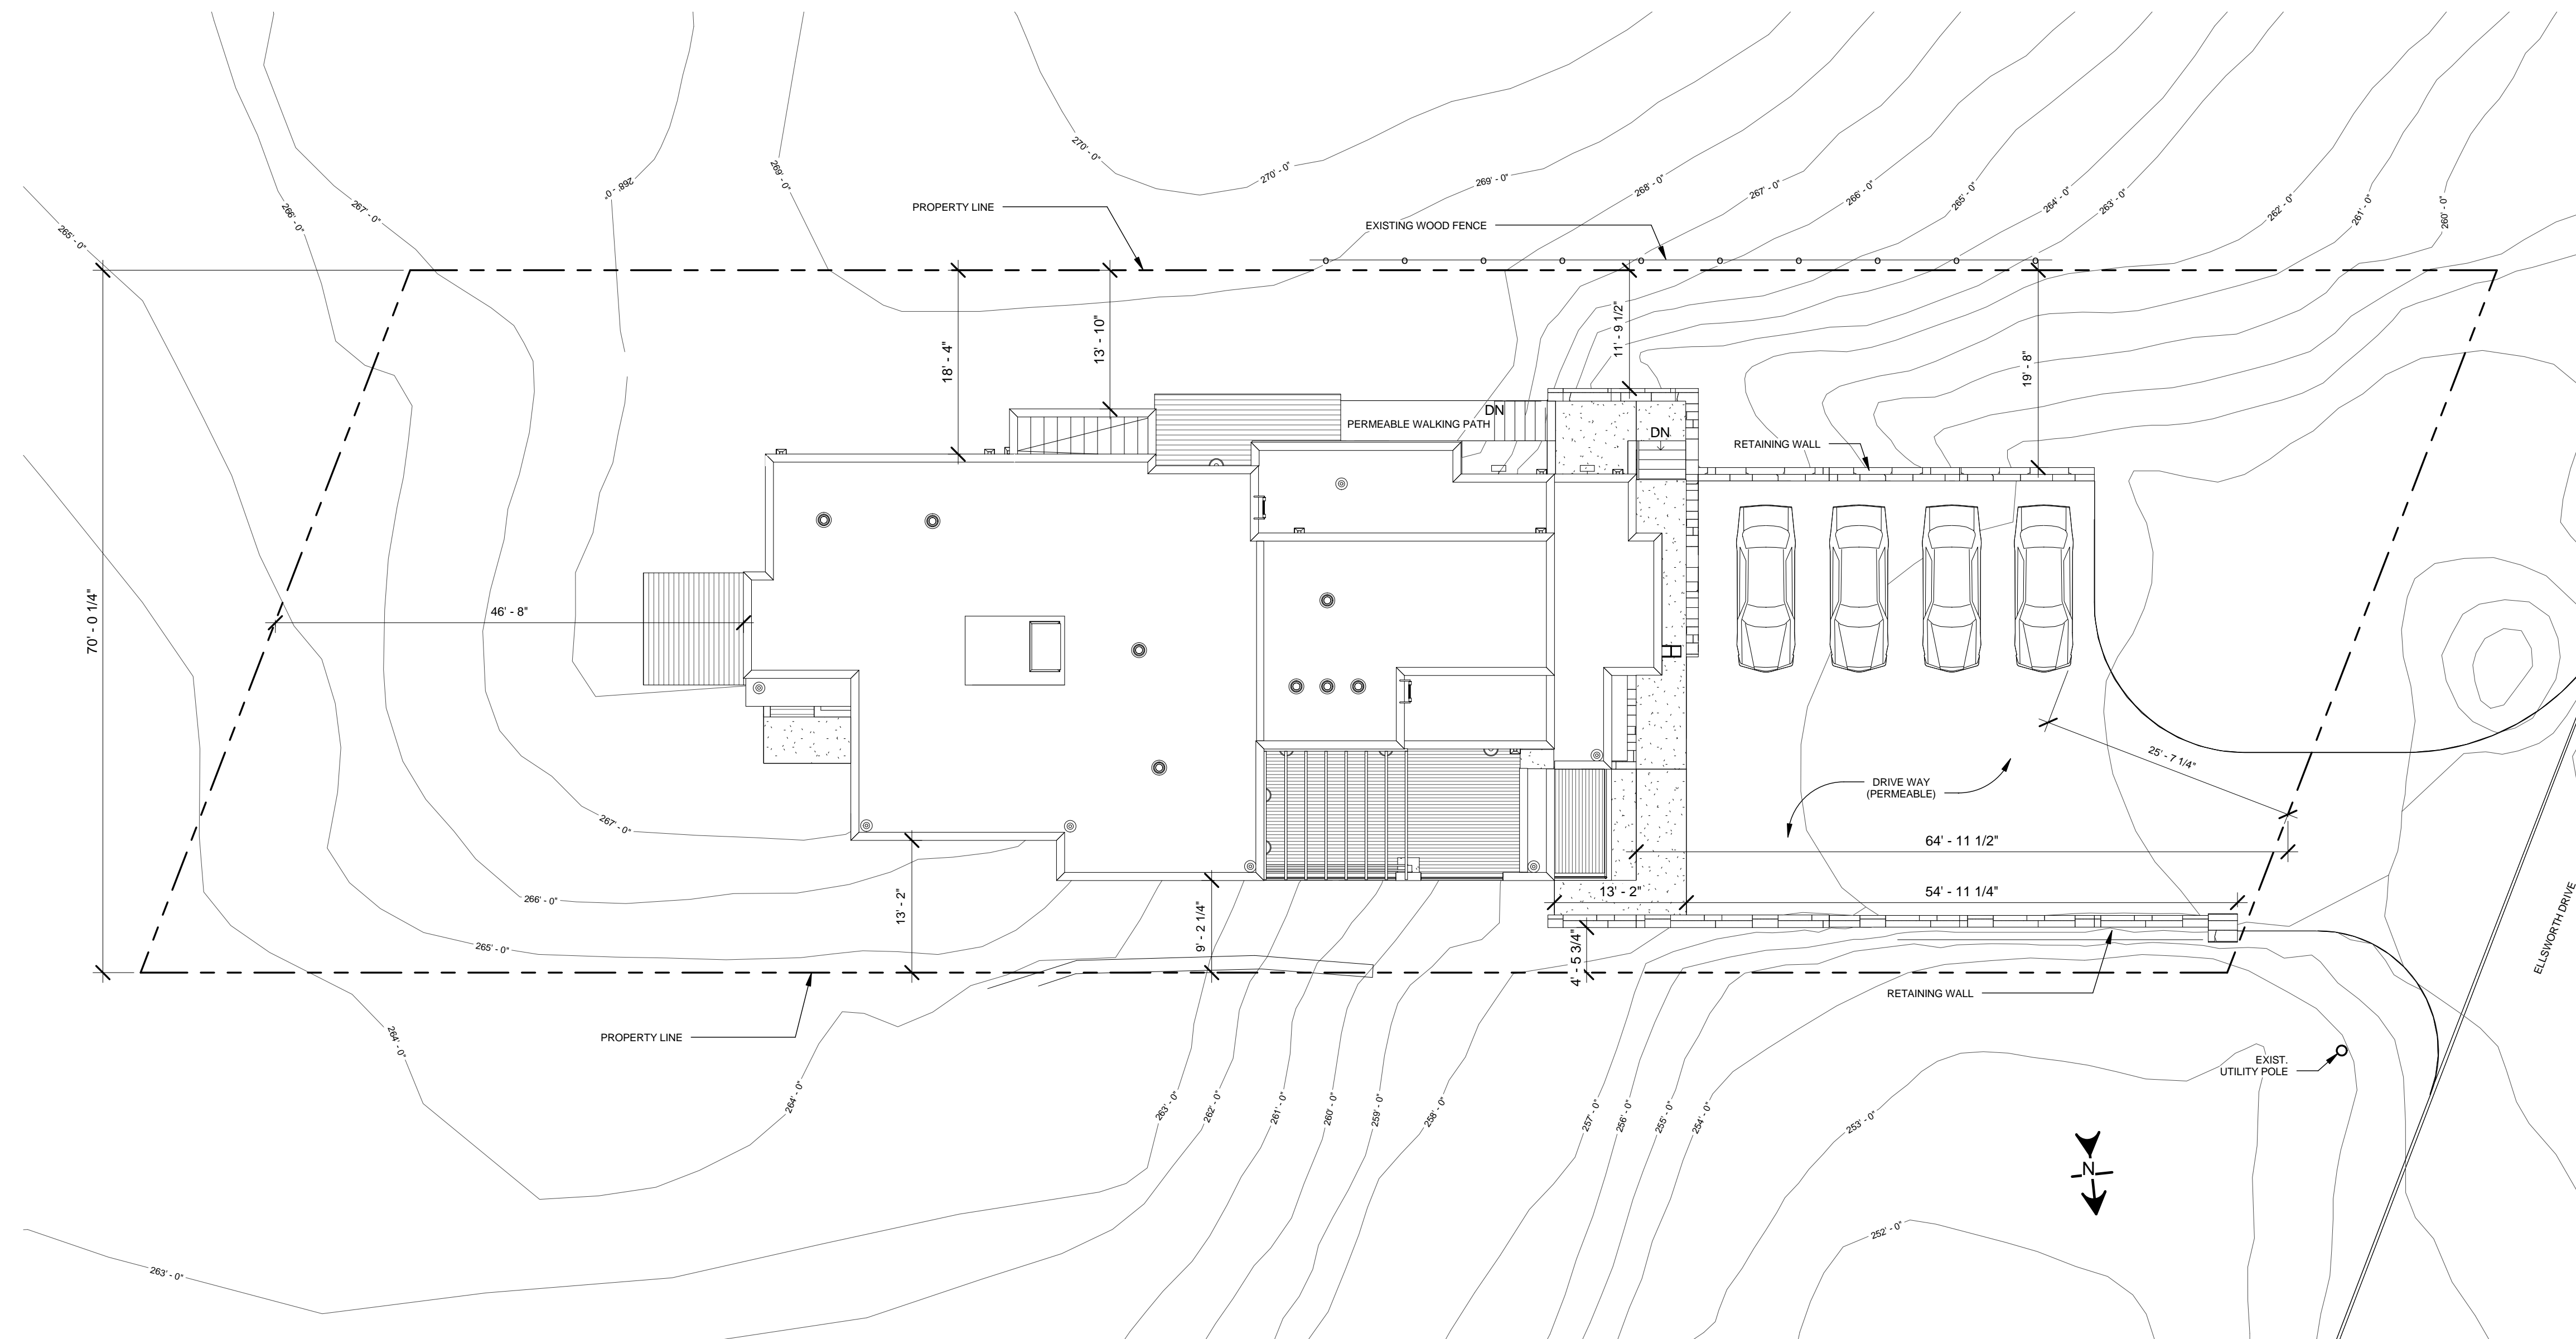 270' - 0"
269' - 0"
270' - 0"
269' - 0"
268' - 0"
267' - 0"
266' - 0"
265' - 0"
264' - 0"
263' - 0"
262' - 0"
261' - 0"
260' - 0"
268' - 0"
267' - 0"
266' - 0"
265' - 0"
PROPERTY LINE
EXISTING WOOD FENCE
18' - 4"
13' - 10"
11' - 9 1/2"
19' - 8"
DN
PERMEABLE WALKING PATH
DN
RETAINING WALL
70' - 0 1/4"
46' - 8"
25' - 7 1/4"
DRIVE WAY
(PERMEABLE)
64' - 11 1/2"
13' - 2"
54' - 11 1/4"
267' - 0"
266' - 0"
265' - 0"
13' - 2"
9' - 2 1/4"
4' - 5 3/4"
ELLSWORTH DRIVE
RETAINING WALL
PROPERTY LINE
264' - 0"
264' - 0"
263' - 0"
262' - 0"
261' - 0"
260' - 0"
259' - 0"
258' - 0"
257' - 0"
256' - 0"
255' - 0"
254' - 0"
253' - 0"
EXIST.
UTILITY POLE
N
252' - 0"
263' - 0"